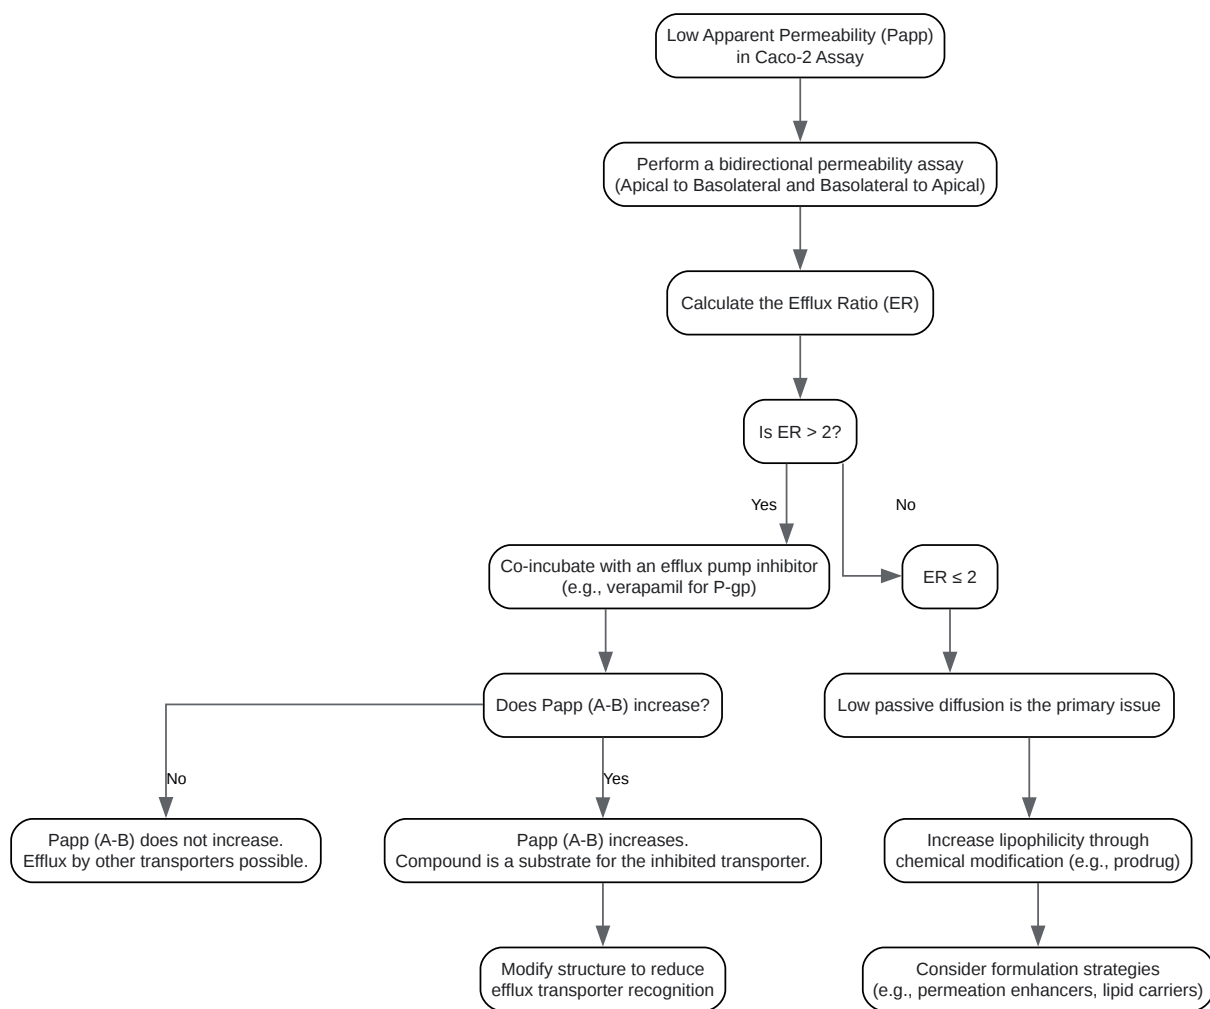 Low Apparent Permeability (Papp)
in Caco-2 Assay
Perform a bidirectional permeability assay
(Apical to Basolateral and Basolateral to Apical)
Calculate the Efflux Ratio (ER)
Is ER > 2?
Yes
No
Co-incubate with an efflux pump inhibitor
(e.g., verapamil for P-gp)
ER ≤ 2
Does Papp (A-B) increase?
Low passive diffusion is the primary issue
No
Yes
Papp (A-B) does not increase.
Efflux by other transporters possible.
Papp (A-B) increases.
Compound is a substrate for the inhibited transporter.
Increase lipophilicity through
chemical modification (e.g., prodrug)
Modify structure to reduce
efflux transporter recognition
Consider formulation strategies
(e.g., permeation enhancers, lipid carriers)